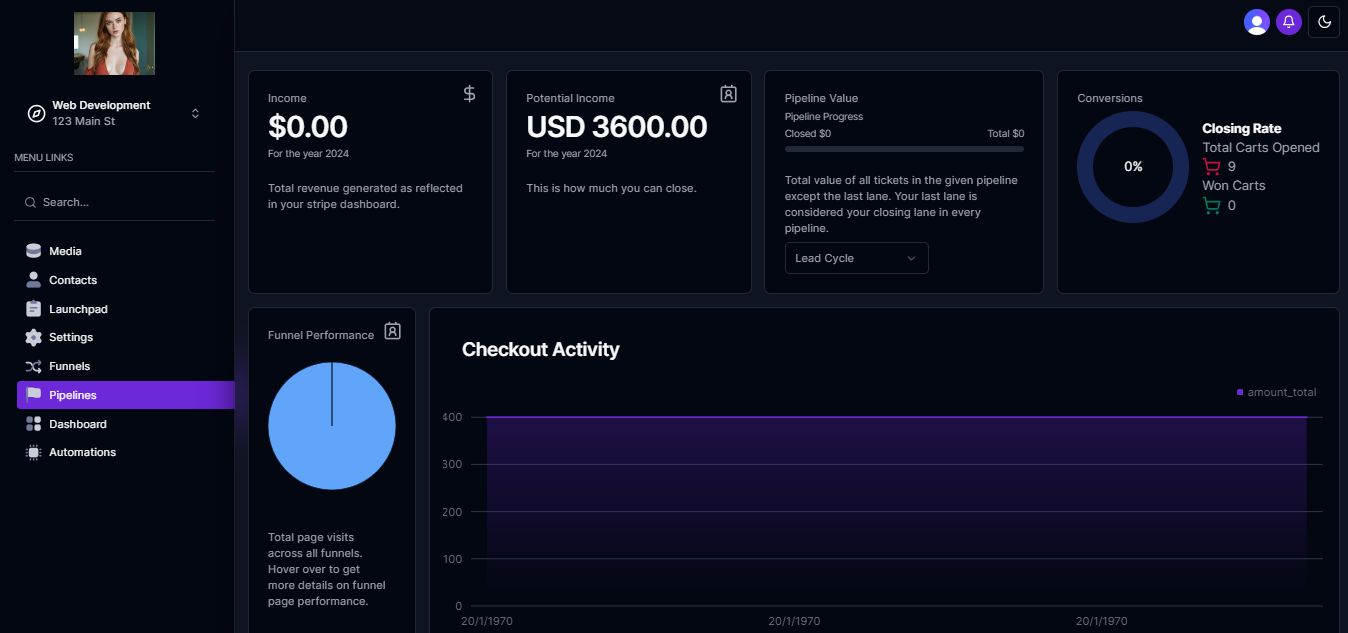 Web Development
123 Main St
MENU LINKS
Search...
Media
Contacts
Launchpad
Settings
Funnels
Pipelines
Dashboard
Automations
Income
$0.00
For the year 2024
Total revenue generated as reflected
in your stripe dashboard.
Potential Income
USD 3600.00
For the year 2024
This is how much you can close.
Pipeline Value
Pipeline Progress
Closed $0 Total $0
Total value of all tickets in the given pipeline
except the last lane. Your last lane is
considered your closing lane in every
pipeline.
Lead Cycle
Conversions
0%
Closing Rate
Total Carts Opened
9
Won Carts
0
Funnel Performance
Total page visits
across all funnels.
Hover over to get
more details on funnel
page performance.
Checkout Activity
amount_total
400
300
200
100
0
20/1/1970 20/1/1970 20/1/1970